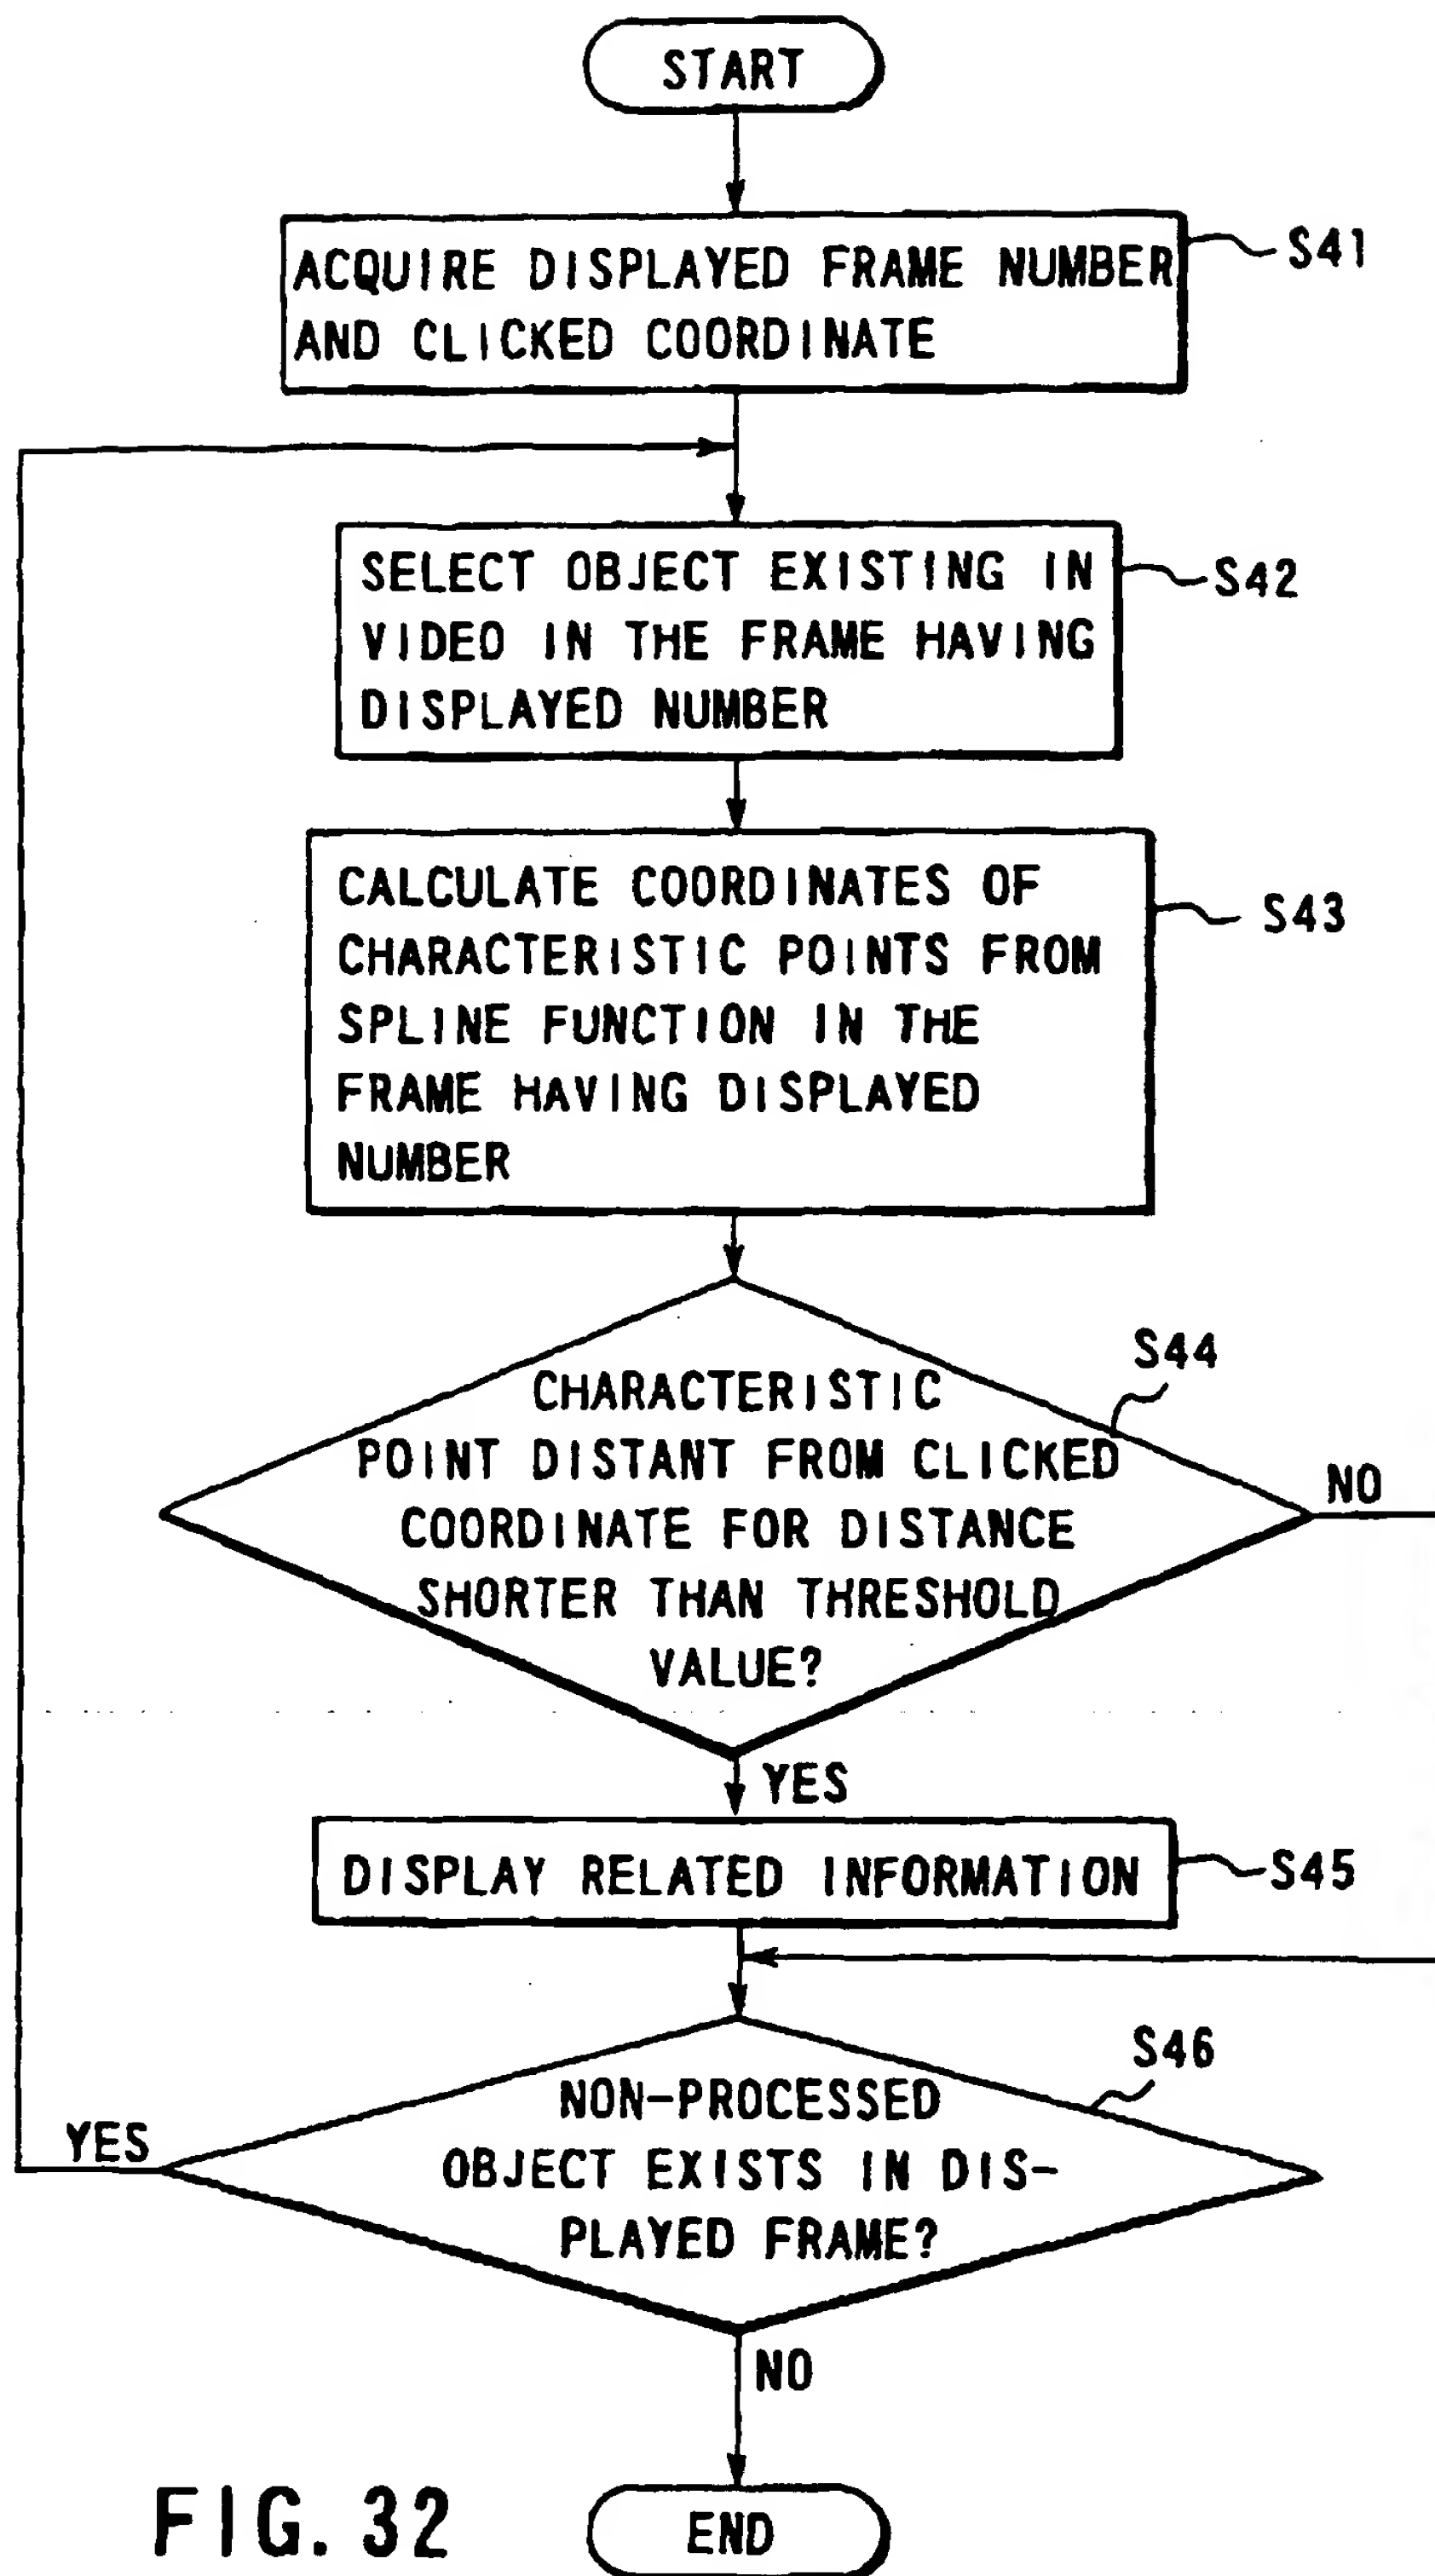 START
ACQUIRE DISPLAYED FRAME NUMBER
AND CLICKED COORDINATE
S41
SELECT OBJECT EXISTING IN
VIDEO IN THE FRAME HAVING
DISPLAYED NUMBER
S42
CALCULATE COORDINATES OF
CHARACTERISTIC POINTS FROM
SPLINE FUNCTION IN THE
FRAME HAVING DISPLAYED
NUMBER
S43
CHARACTERISTIC
POINT DISTANT FROM CLICKED
COORDINATE FOR DISTANCE
SHORTER THAN THRESHOLD
VALUE?
S44
NO
YES
DISPLAY RELATED INFORMATION
S45
NON-PROCESSED
OBJECT EXISTS IN DIS-
PLAYED FRAME?
S46
YES
NO
END
FIG. 32